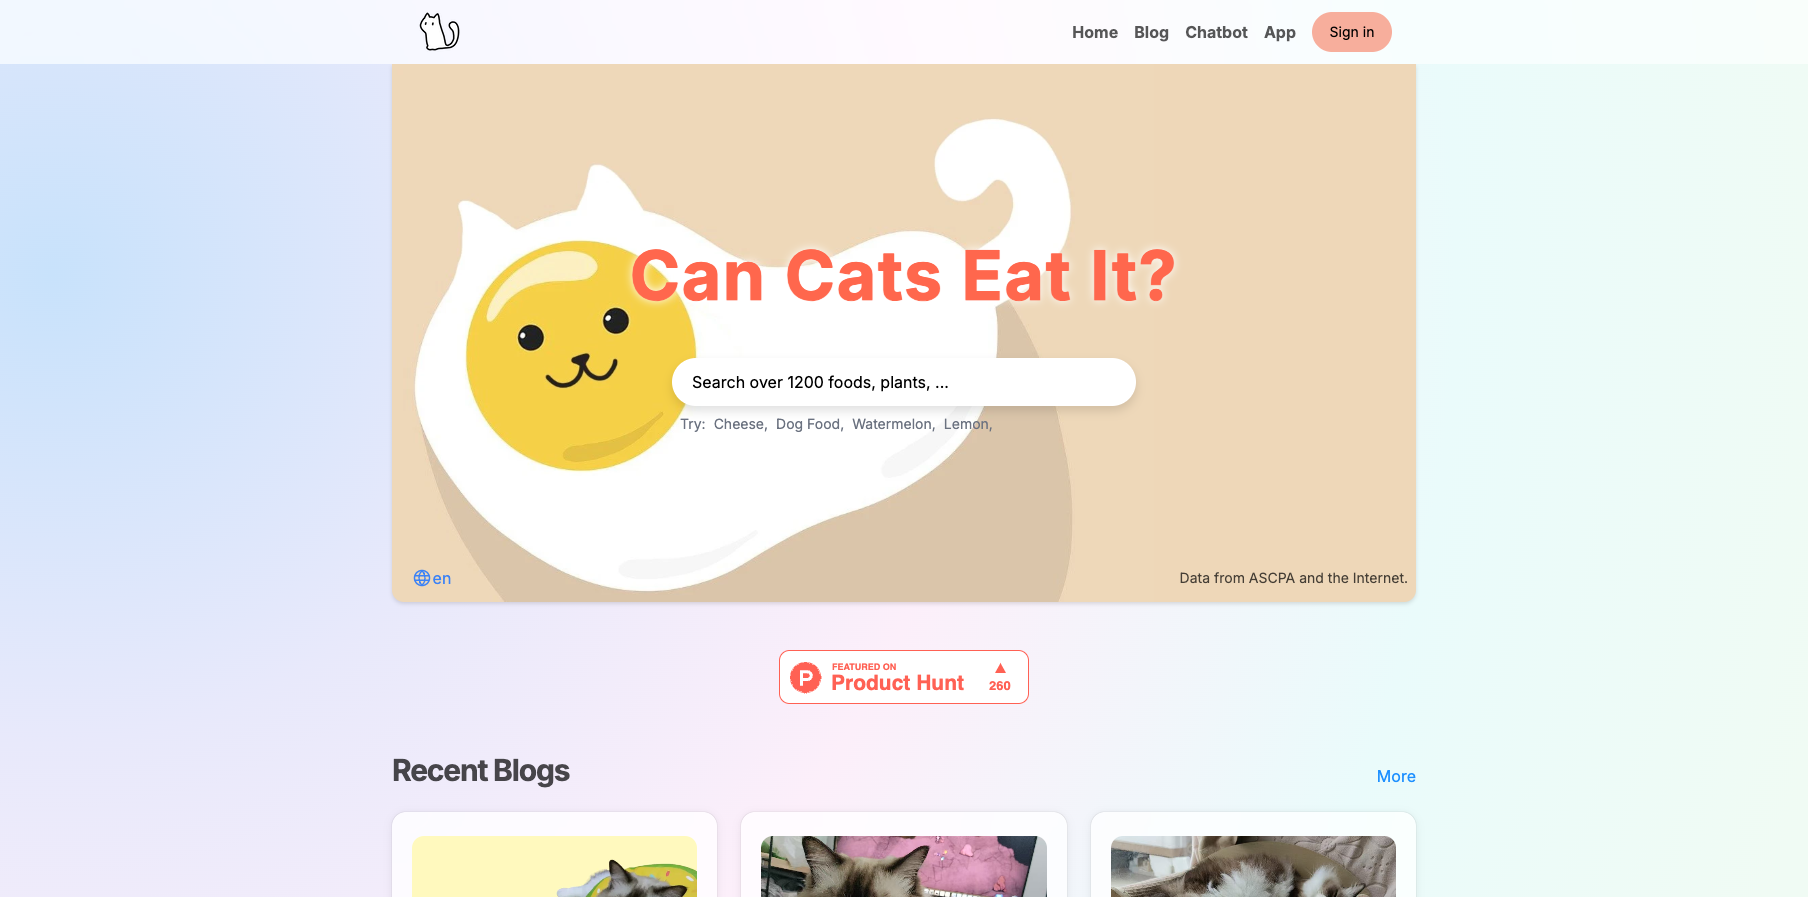 Home Blog Chatbot App Sign in
Can Cats Eat It?
Search over 1200 foods, plants, ...
Try: Cheese, Dog Food, Watermelon, Lemon,
en
Data from ASCPA and the Internet.
P
FEATURED ON
Product Hunt
260
Recent Blogs
More